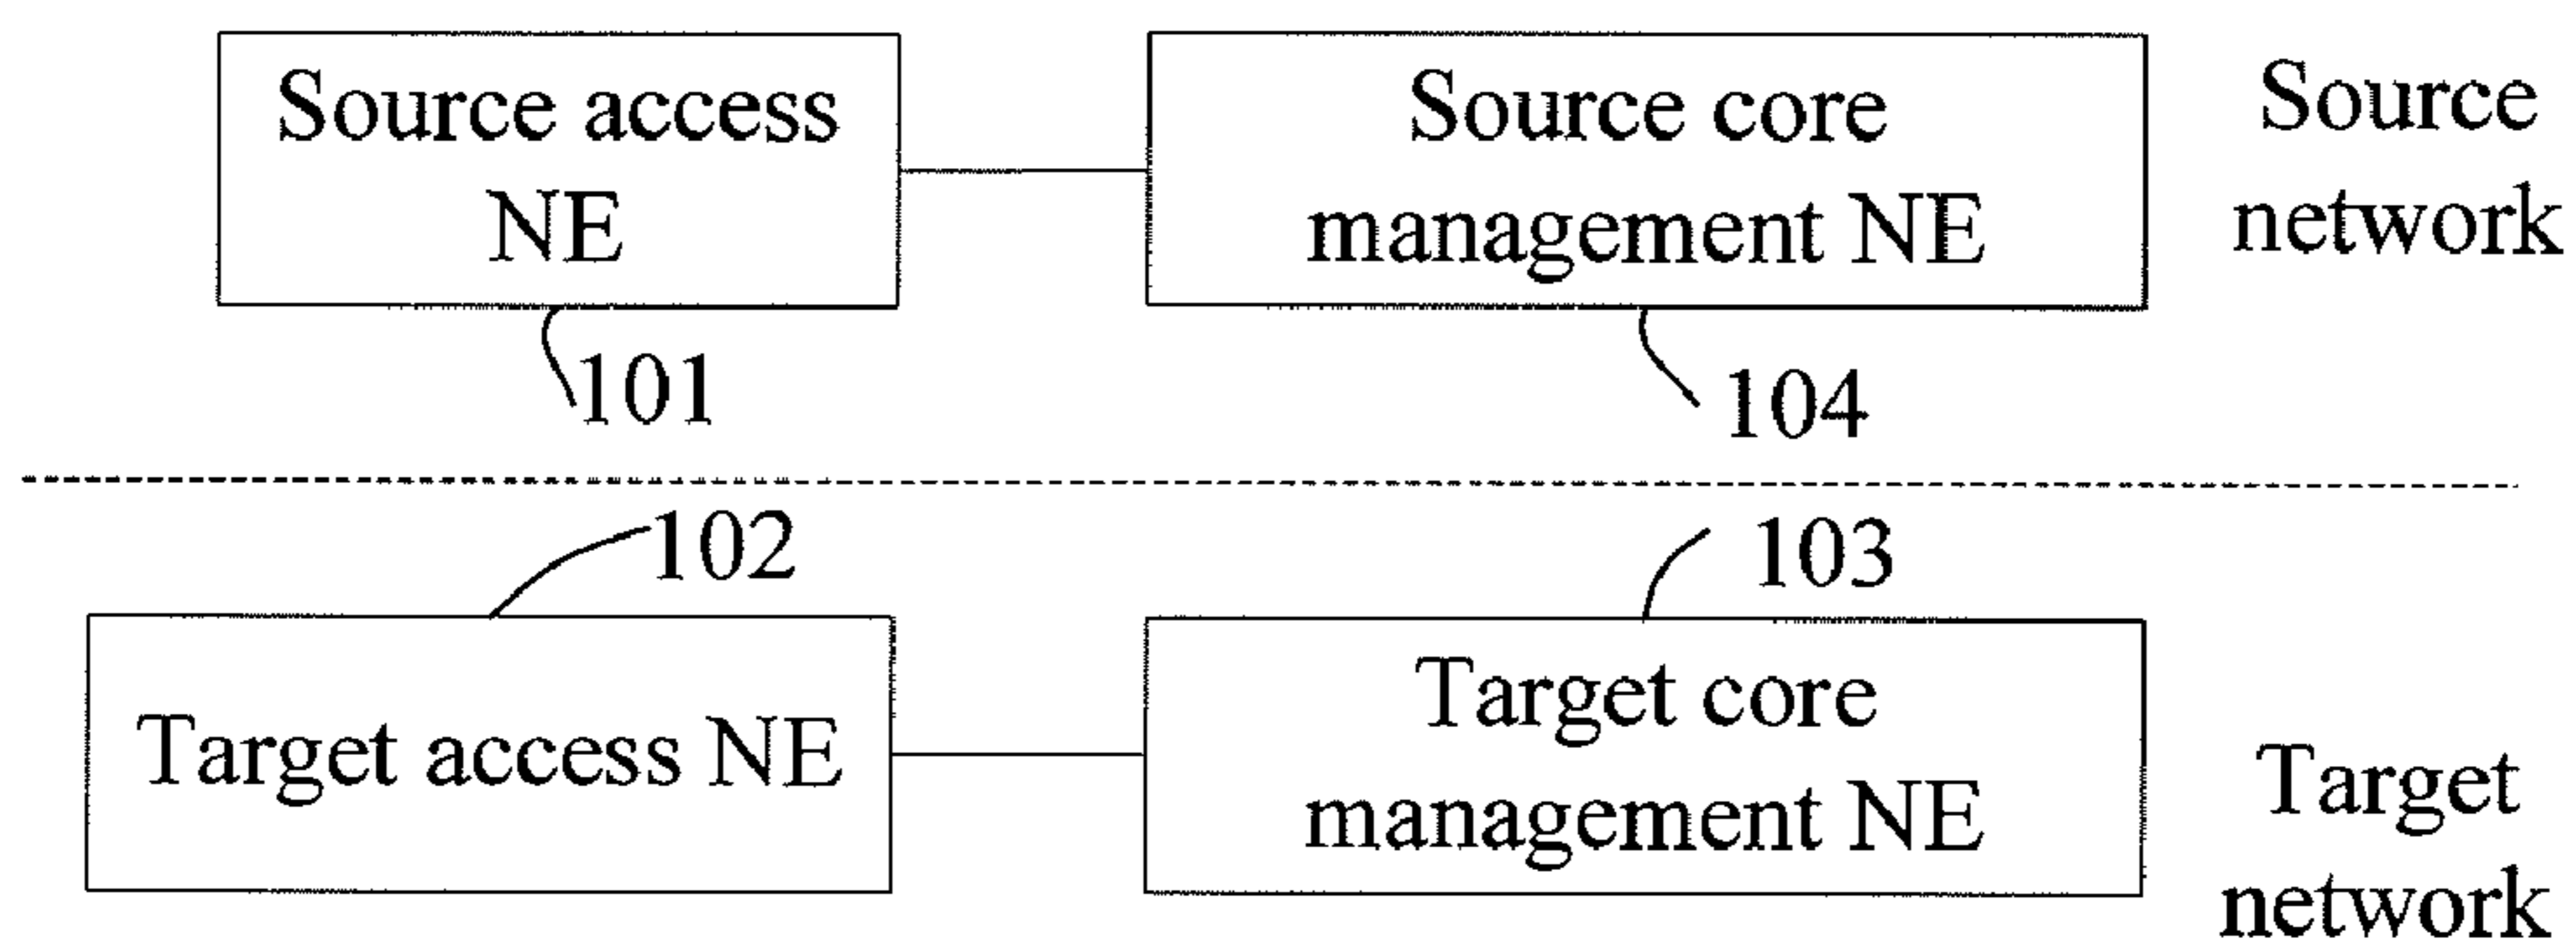 Source access
NE
Source core
management NE
Source
network
101
104
102
103
Target access NE
Target core
management NE
Target
network